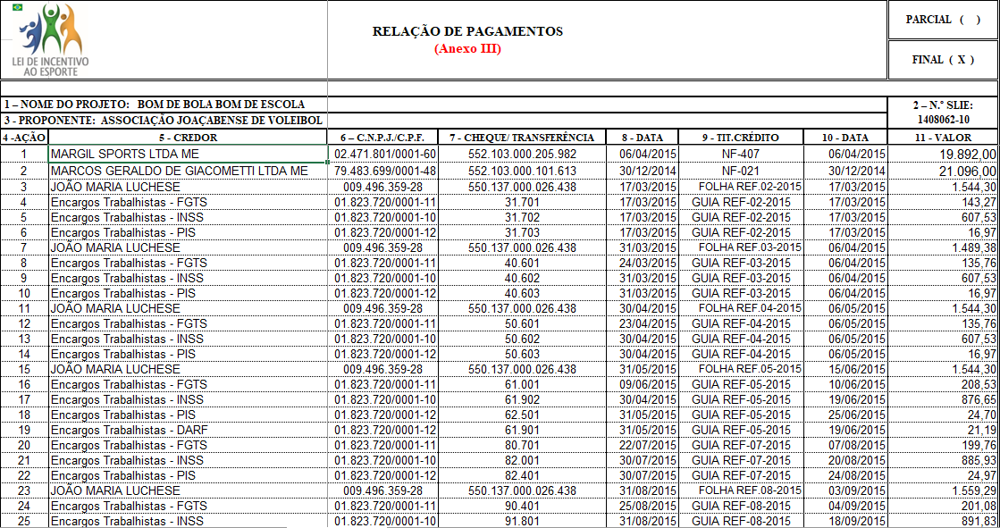 LEI DE INCENTIVO
AO ESPORTE
RELAÇÃO DE PAGAMENTOS
(Anexo III)
PARCIAL ( )
FINAL ( X )
1 – NOME DO PROJETO: BOM DE BOLA BOM DE ESCOLA
2 – N.º SLIE:
3 - PROPONENTE: ASSOCIAÇÃO JOAÇABENSE DE VOLEIBOL
1408062-10
4 -AÇÃO 5 - CREDOR 6 – C.N.P.J./C.P.F. 7 - CHEQUE/ TRANSFERÊNCIA 8 - DATA 9 - TIT.CRÉDITO 10 - DATA 11 - VALOR
1 MARGIL SPORTS LTDA ME 02.471.801/0001-60 552.103.000.205.982 06/04/2015 NF-407 06/04/2015 19.892,00
2 MARCOS GERALDO DE GIACOMETTI LTDA ME 79.483.699/0001-48 552.103.000.101.613 30/12/2014 NF-021 30/12/2014 21.096,00
3 JOÃO MARIA LUCHESE 009.496.359-28 550.137.000.026.438 17/03/2015 FOLHA REF.02-2015 17/03/2015 1.544,30
4 Encargos Trabalhistas - FGTS 01.823.720/0001-11 31.701 17/03/2015 GUIA REF-02-2015 17/03/2015 143,27
5 Encargos Trabalhistas - INSS 01.823.720/0001-10 31.702 17/03/2015 GUIA REF-02-2015 17/03/2015 607,53
6 Encargos Trabalhistas - PIS 01.823.720/0001-12 31.703 17/03/2015 GUIA REF-02-2015 17/03/2015 16,97
7 JOÃO MARIA LUCHESE 009.496.359-28 550.137.000.026.438 31/03/2015 FOLHA REF.03-2015 06/04/2015 1.489,38
8 Encargos Trabalhistas - FGTS 01.823.720/0001-11 40.601 24/03/2015 GUIA REF-03-2015 06/04/2015 135,76
9 Encargos Trabalhistas - INSS 01.823.720/0001-10 40.602 31/03/2015 GUIA REF-03-2015 06/04/2015 607,53
10 Encargos Trabalhistas - PIS 01.823.720/0001-12 40.603 31/03/2015 GUIA REF-03-2015 06/04/2015 16,97
11 JOÃO MARIA LUCHESE 009.496.359-28 550.137.000.026.438 30/04/2015 FOLHA REF.04-2015 06/05/2015 1.544,30
12 Encargos Trabalhistas - FGTS 01.823.720/0001-11 50.601 23/04/2015 GUIA REF-04-2015 06/05/2015 135,76
13 Encargos Trabalhistas - INSS 01.823.720/0001-10 50.602 30/04/2015 GUIA REF-04-2015 06/05/2015 607,53
14 Encargos Trabalhistas - PIS 01.823.720/0001-12 50.603 30/04/2015 GUIA REF-04-2015 06/05/2015 16,97
15 JOÃO MARIA LUCHESE 009.496.359-28 550.137.000.026.438 31/05/2015 FOLHA REF.05-2015 15/06/2015 1.544,30
16 Encargos Trabalhistas - FGTS 01.823.720/0001-11 61.001 09/06/2015 GUIA REF-05-2015 10/06/2015 208,53
17 Encargos Trabalhistas - INSS 01.823.720/0001-10 61.902 30/04/2015 GUIA REF-05-2015 19/06/2015 876,65
18 Encargos Trabalhistas - PIS 01.823.720/0001-12 62.501 31/05/2015 GUIA REF-05-2015 25/06/2015 24,70
19 Encargos Trabalhistas - DARF 01.823.720/0001-12 61.901 31/05/2015 GUIA REF-05-2015 19/06/2015 21,19
20 Encargos Trabalhistas - FGTS 01.823.720/0001-11 80.701 22/07/2015 GUIA REF-07-2015 07/08/2015 199,76
21 Encargos Trabalhistas - INSS 01.823.720/0001-10 82.001 30/07/2015 GUIA REF-07-2015 20/08/2015 885,93
22 Encargos Trabalhistas - PIS 01.823.720/0001-12 82.401 30/07/2015 GUIA REF-07-2015 24/08/2015 24,97
23 JOÃO MARIA LUCHESE 009.496.359-28 550.137.000.026.438 31/08/2015 FOLHA REF.08-2015 03/09/2015 1.559,29
24 Encargos Trabalhistas - FGTS 01.823.720/0001-11 90.401 25/08/2015 GUIA REF-08-2015 04/09/2015 201,08
25 Encargos Trabalhistas - INSS 01.823.720/0001-10 91.801 31/08/2015 GUIA REF-08-2015 18/09/2015 891,83